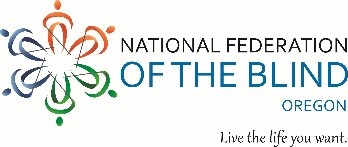 NATIONAL FEDERATION
OF THE BLIND
OREGON
Live the life you want.